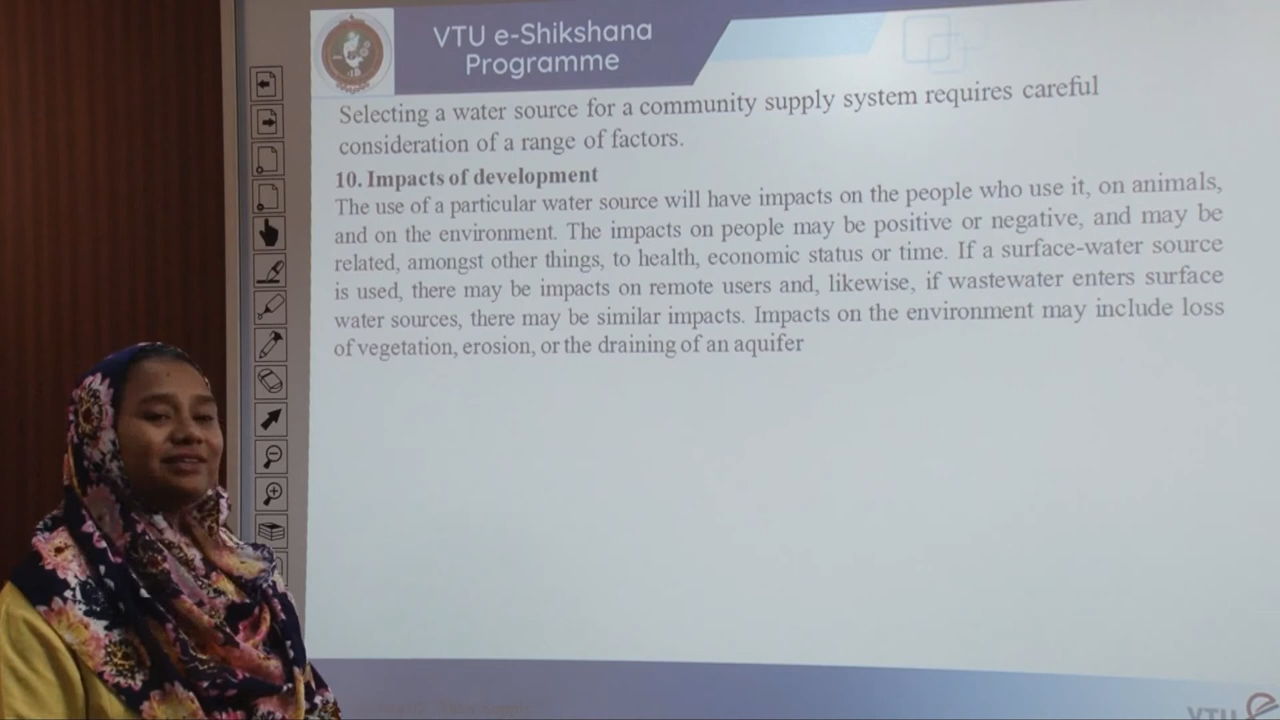 VTU e-Shikshana
Programme
Selecting a water source for a community supply system requires careful
consideration of a range of factors.
10. Impacts of development
The use of a particular water source will have impacts on the people who use it, on animals,
and on the environment. The impacts on people may be positive or negative, and may be
related, amongst other things, to health, economic status or time. If a surface-water source
is used, there may be impacts on remote users and, likewise, if wastewater enters surface
water sources, there may be similar impacts. Impacts on the environment may include loss
of vegetation, erosion, or the draining of an aquifer
VTU e